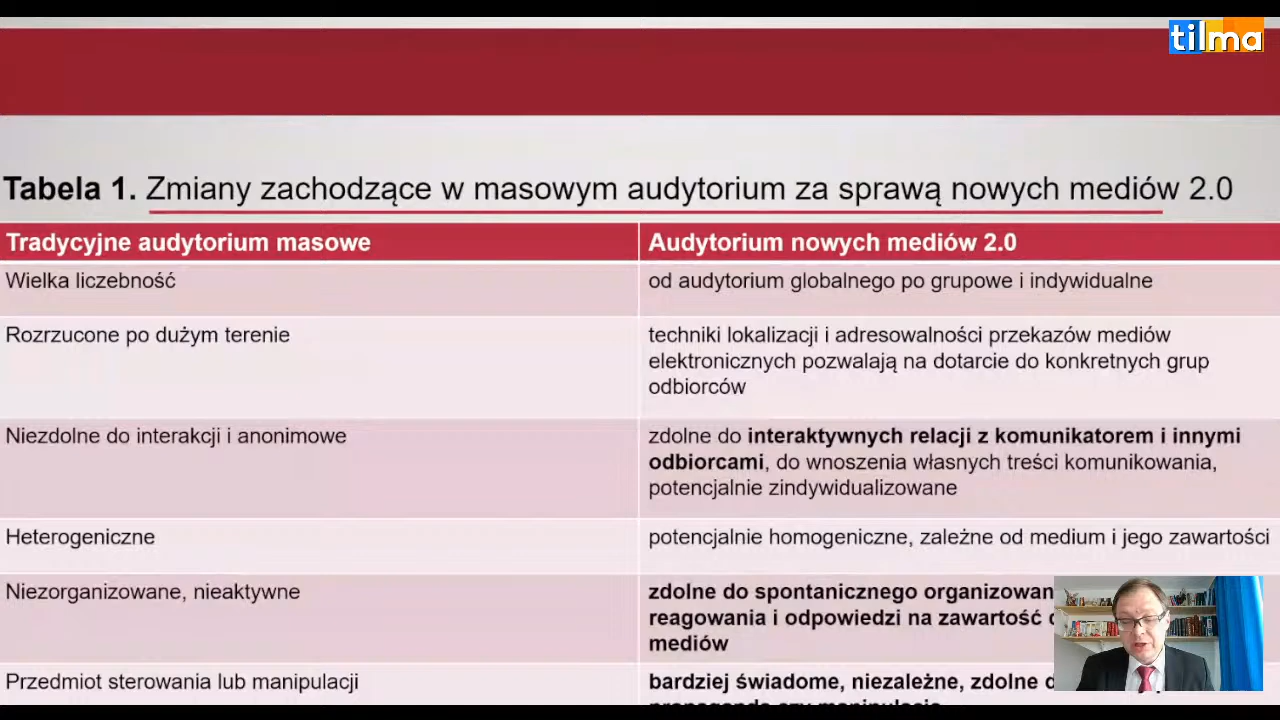 tilma
Tabela 1. Zmiany zachodzące w masowym audytorium za sprawą nowych mediów 2.0
Tradycyjne audytorium masowe
Audytorium nowych mediów 2.0
Wielka liczebność
od audytorium globalnego po grupowe i indywidualne
Rozrzucone po dużym terenie
techniki lokalizacji i adresowalności przekazów mediów
elektronicznych pozwalają na dotarcie do konkretnych grup
odbiorców
Niezdolne do interakcji i anonimowe
zdolne do interaktywnych relacji z komunikatorem i innymi
odbiorcami, do wnoszenia własnych treści komunikowania,
potencjalnie zindywidualizowane
Heterogeniczne
potencjalnie homogeniczne, zależne od medium i jego zawartości
Niezorganizowane, nieaktywne
zdolne do spontanicznego
reagowania i odpowiedzi na zawartość
mediów
Przedmiot sterowania lub manipulacji
bardziej świadome, niezależne, zdolne